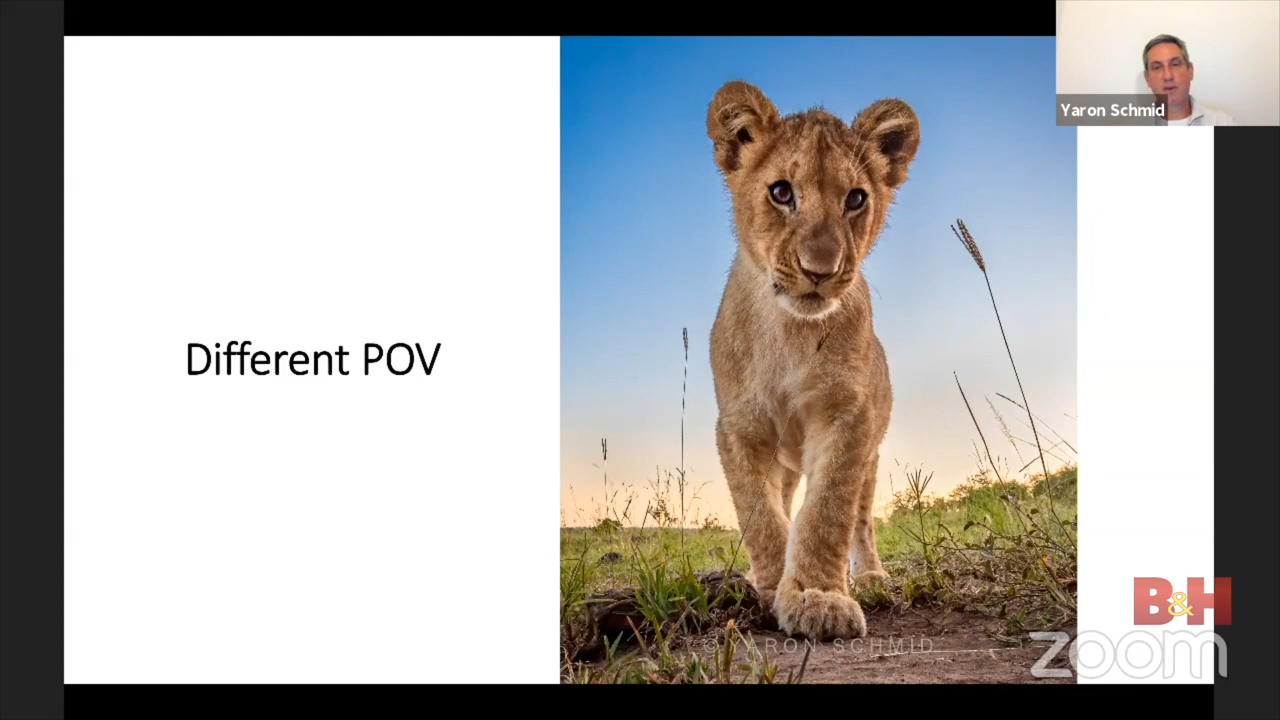 Yaron Schmid
Different POV
B&H
© YARON SCHMID
zoom